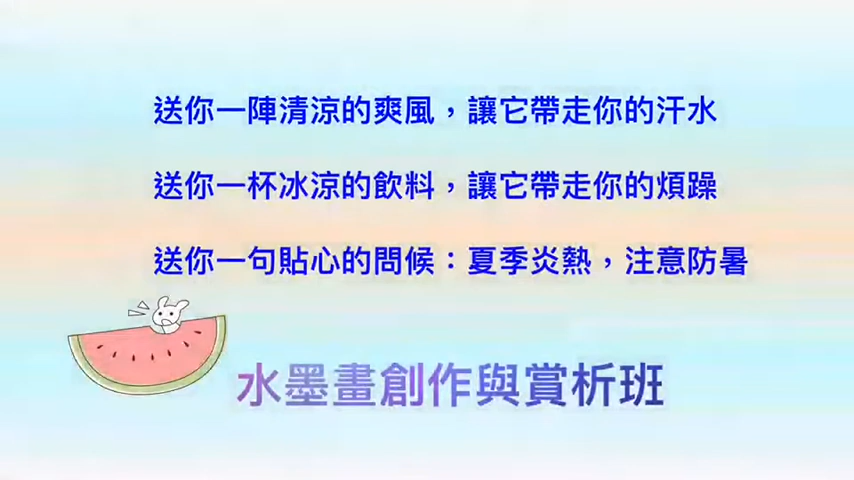 送你一陣清涼的爽風，讓它帶走你的汗水
送你一杯冰涼的飲料，讓它帶走你的煩躁
送你一句貼心的問候：夏季炎熱，注意防暑
水墨畫創作與賞析班